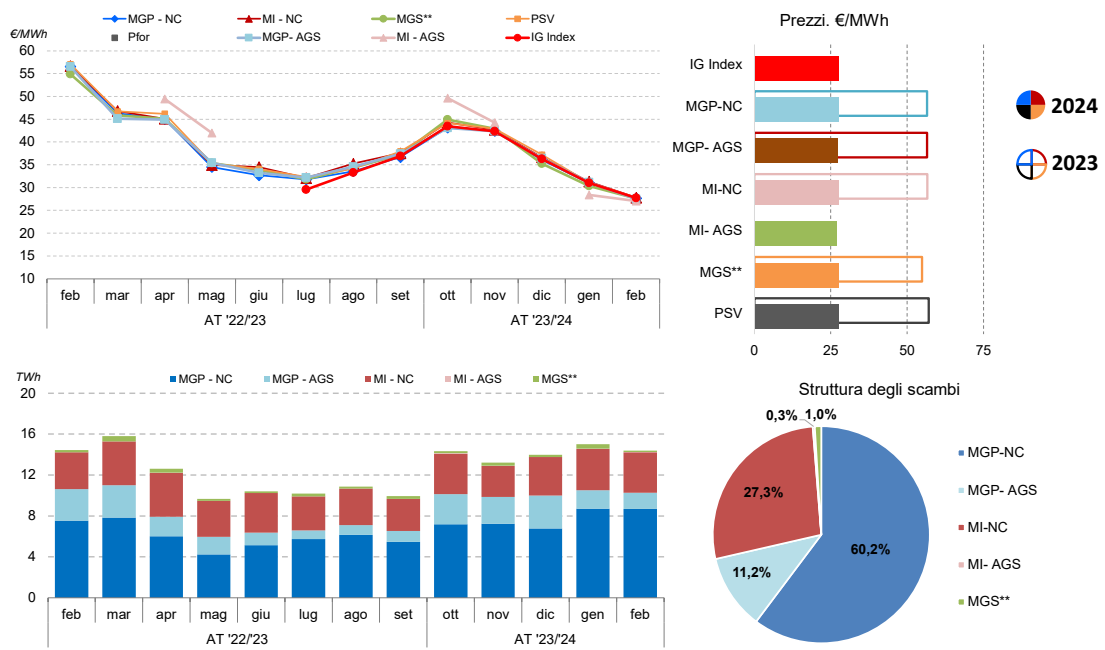 MGP - NC MI - NC MGS** PSV
Pfor MGP- AGS MI - AGS IG Index
€/MWh
60
55
50
45
40
35
30
25
20
15
10
feb mar apr mag giu lug ago set ott nov dic gen feb
AT '22/'23 AT '23/'24
Prezzi. €/MWh
IG Index
MGP-NC
MGP- AGS
MI-NC
MI- AGS
MGS**
PSV
0 25 50 75
2024
2023
TWh
MGP - NC MGP - AGS MI - NC MI - AGS MGS**
20
16
12
8
4
0
feb mar apr mag giu lug ago set ott nov dic gen feb
AT '22/'23 AT '23/'24
Struttura degli scambi
0,3% 1,0%
27,3%
60,2%
11,2%
MGP-NC
MGP- AGS
MI-NC
MI- AGS
MGS**